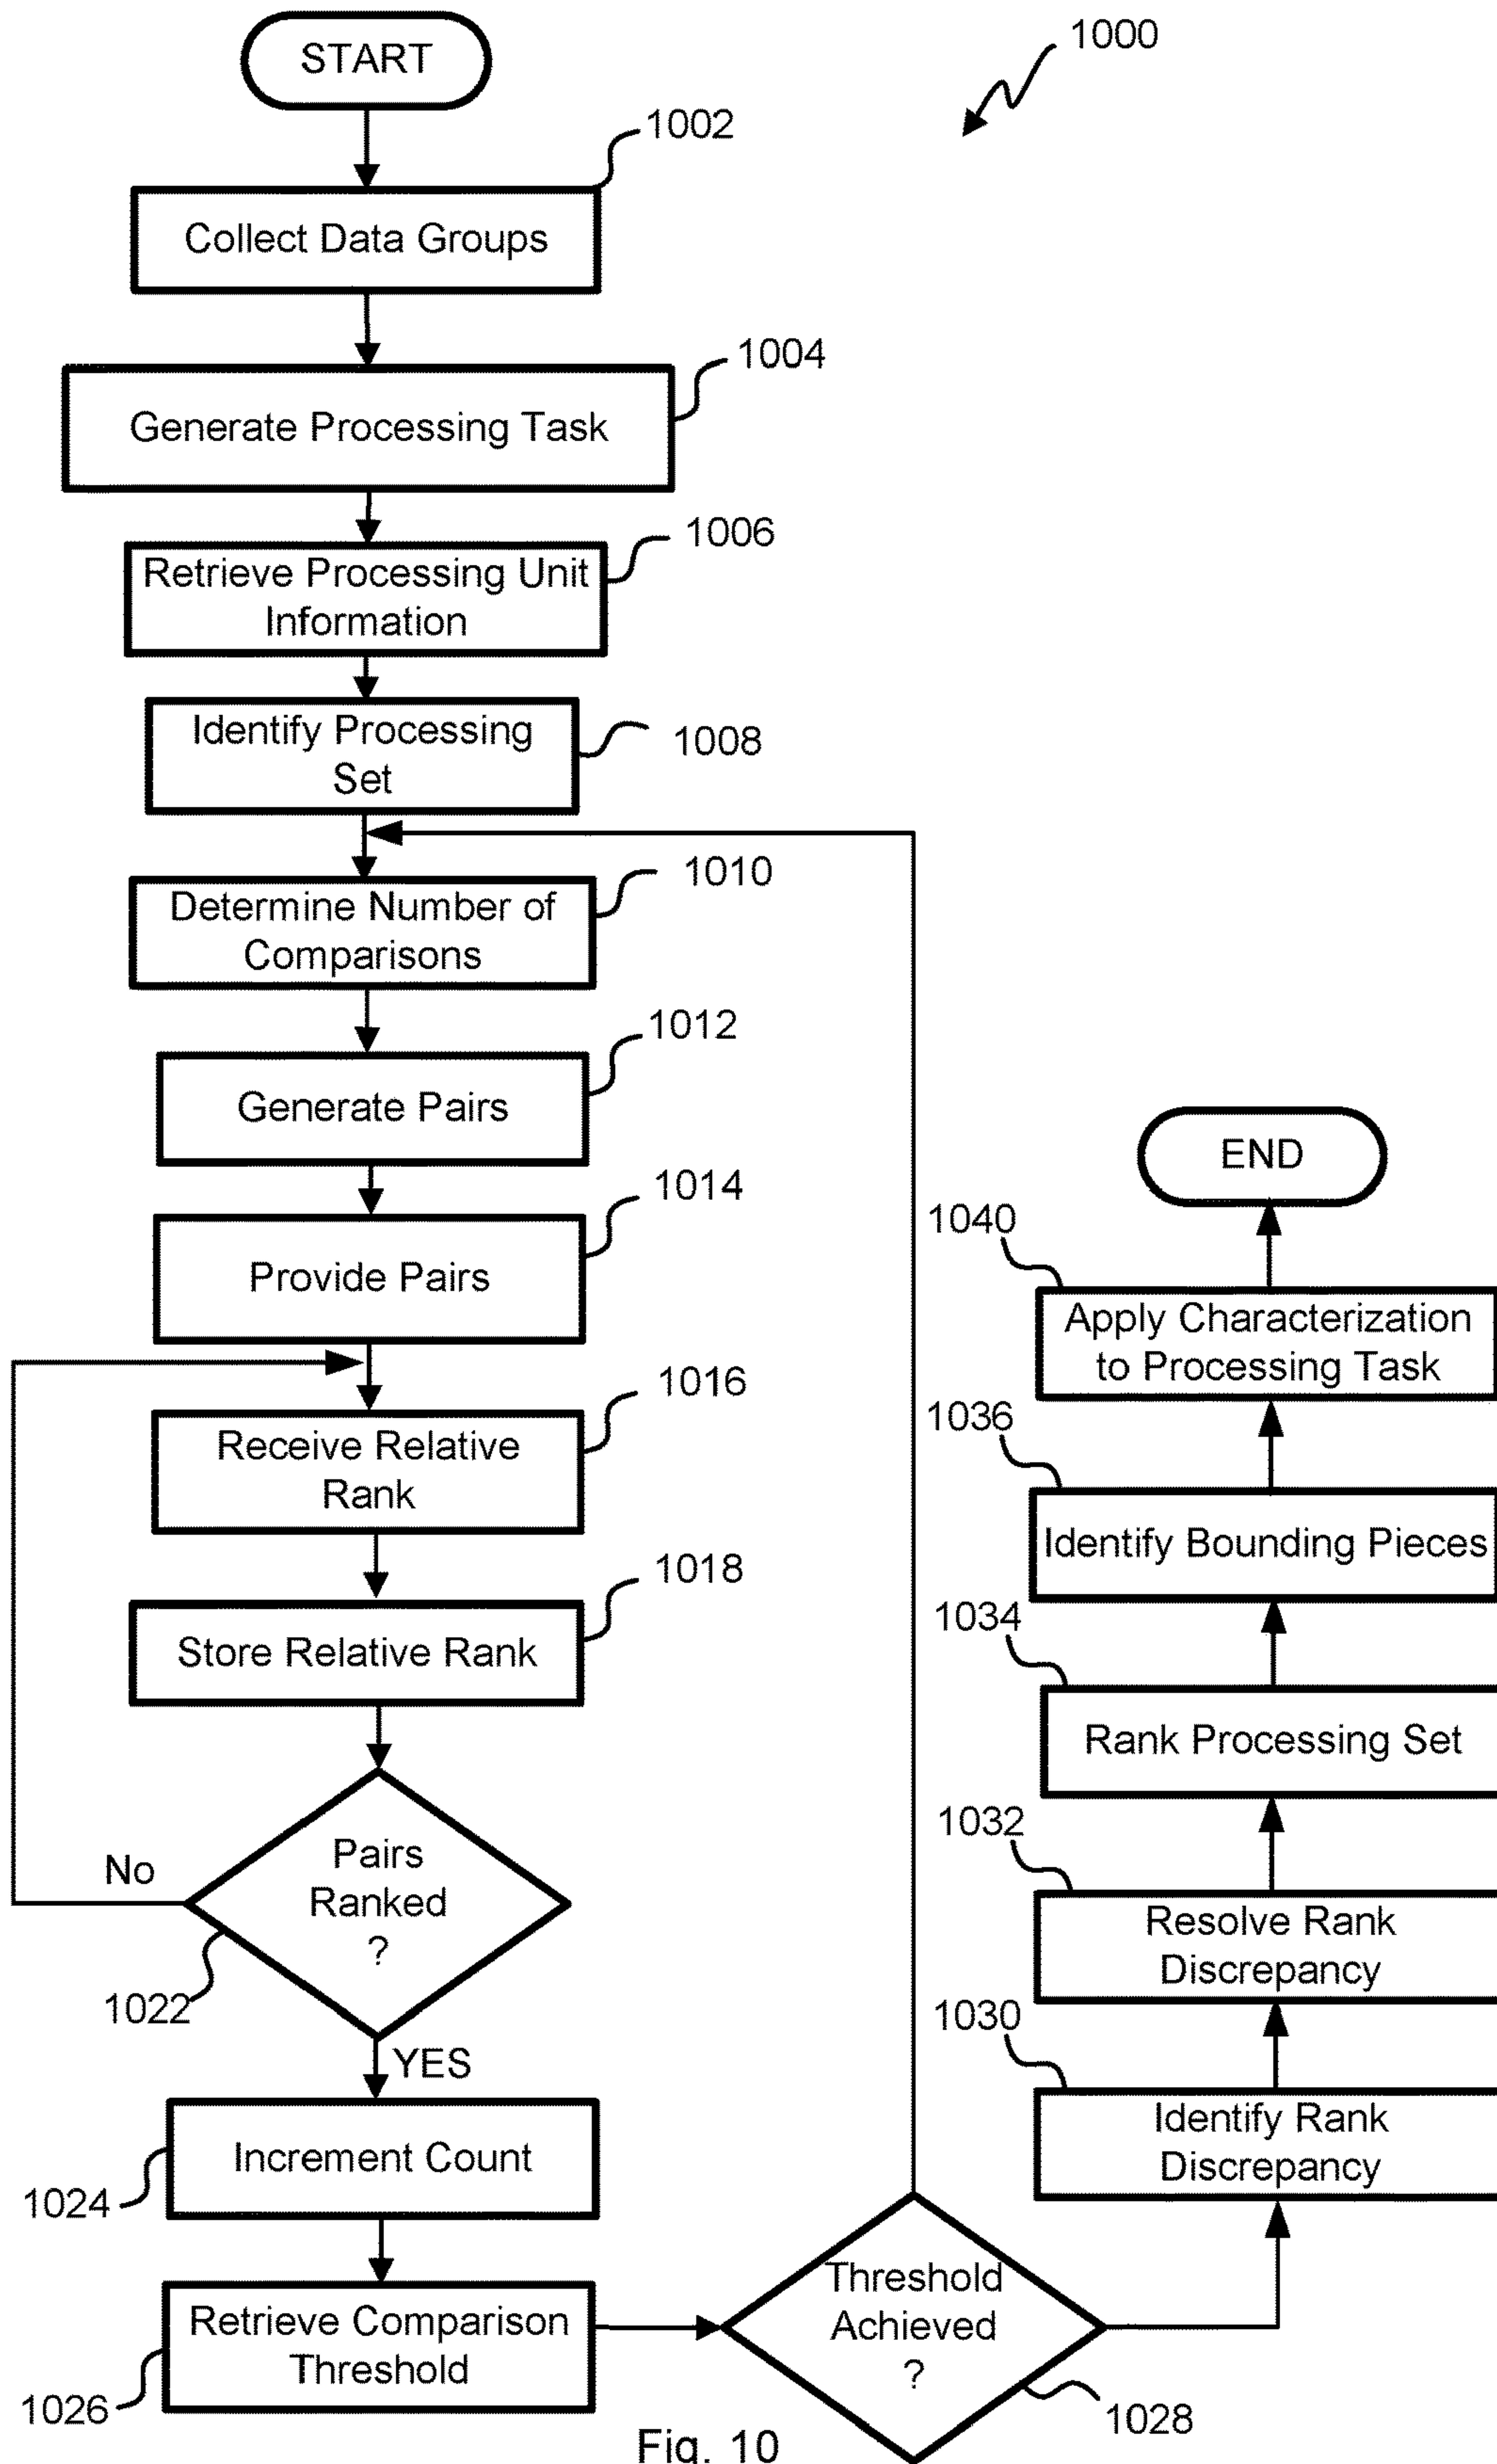 START
1000
1002
Collect Data Groups
1004
Generate Processing Task
1006
Retrieve Processing Unit
Information
Identify Processing
Set
1008
1010
Determine Number of
Comparisons
1012
Generate Pairs
1014
Provide Pairs
1016
Receive Relative
Rank
1018
Store Relative Rank
Pairs
Ranked
?
No
1022
YES
Increment Count
1024
Retrieve Comparison
Threshold
1026
Threshold
Achieved
?
1028
1030
Identify Rank
Discrepancy
1032
Resolve Rank
Discrepancy
1034
Rank Processing Set
1036
Identify Bounding Pieces
1040
Apply Characterization
to Processing Task
END
Fig. 10